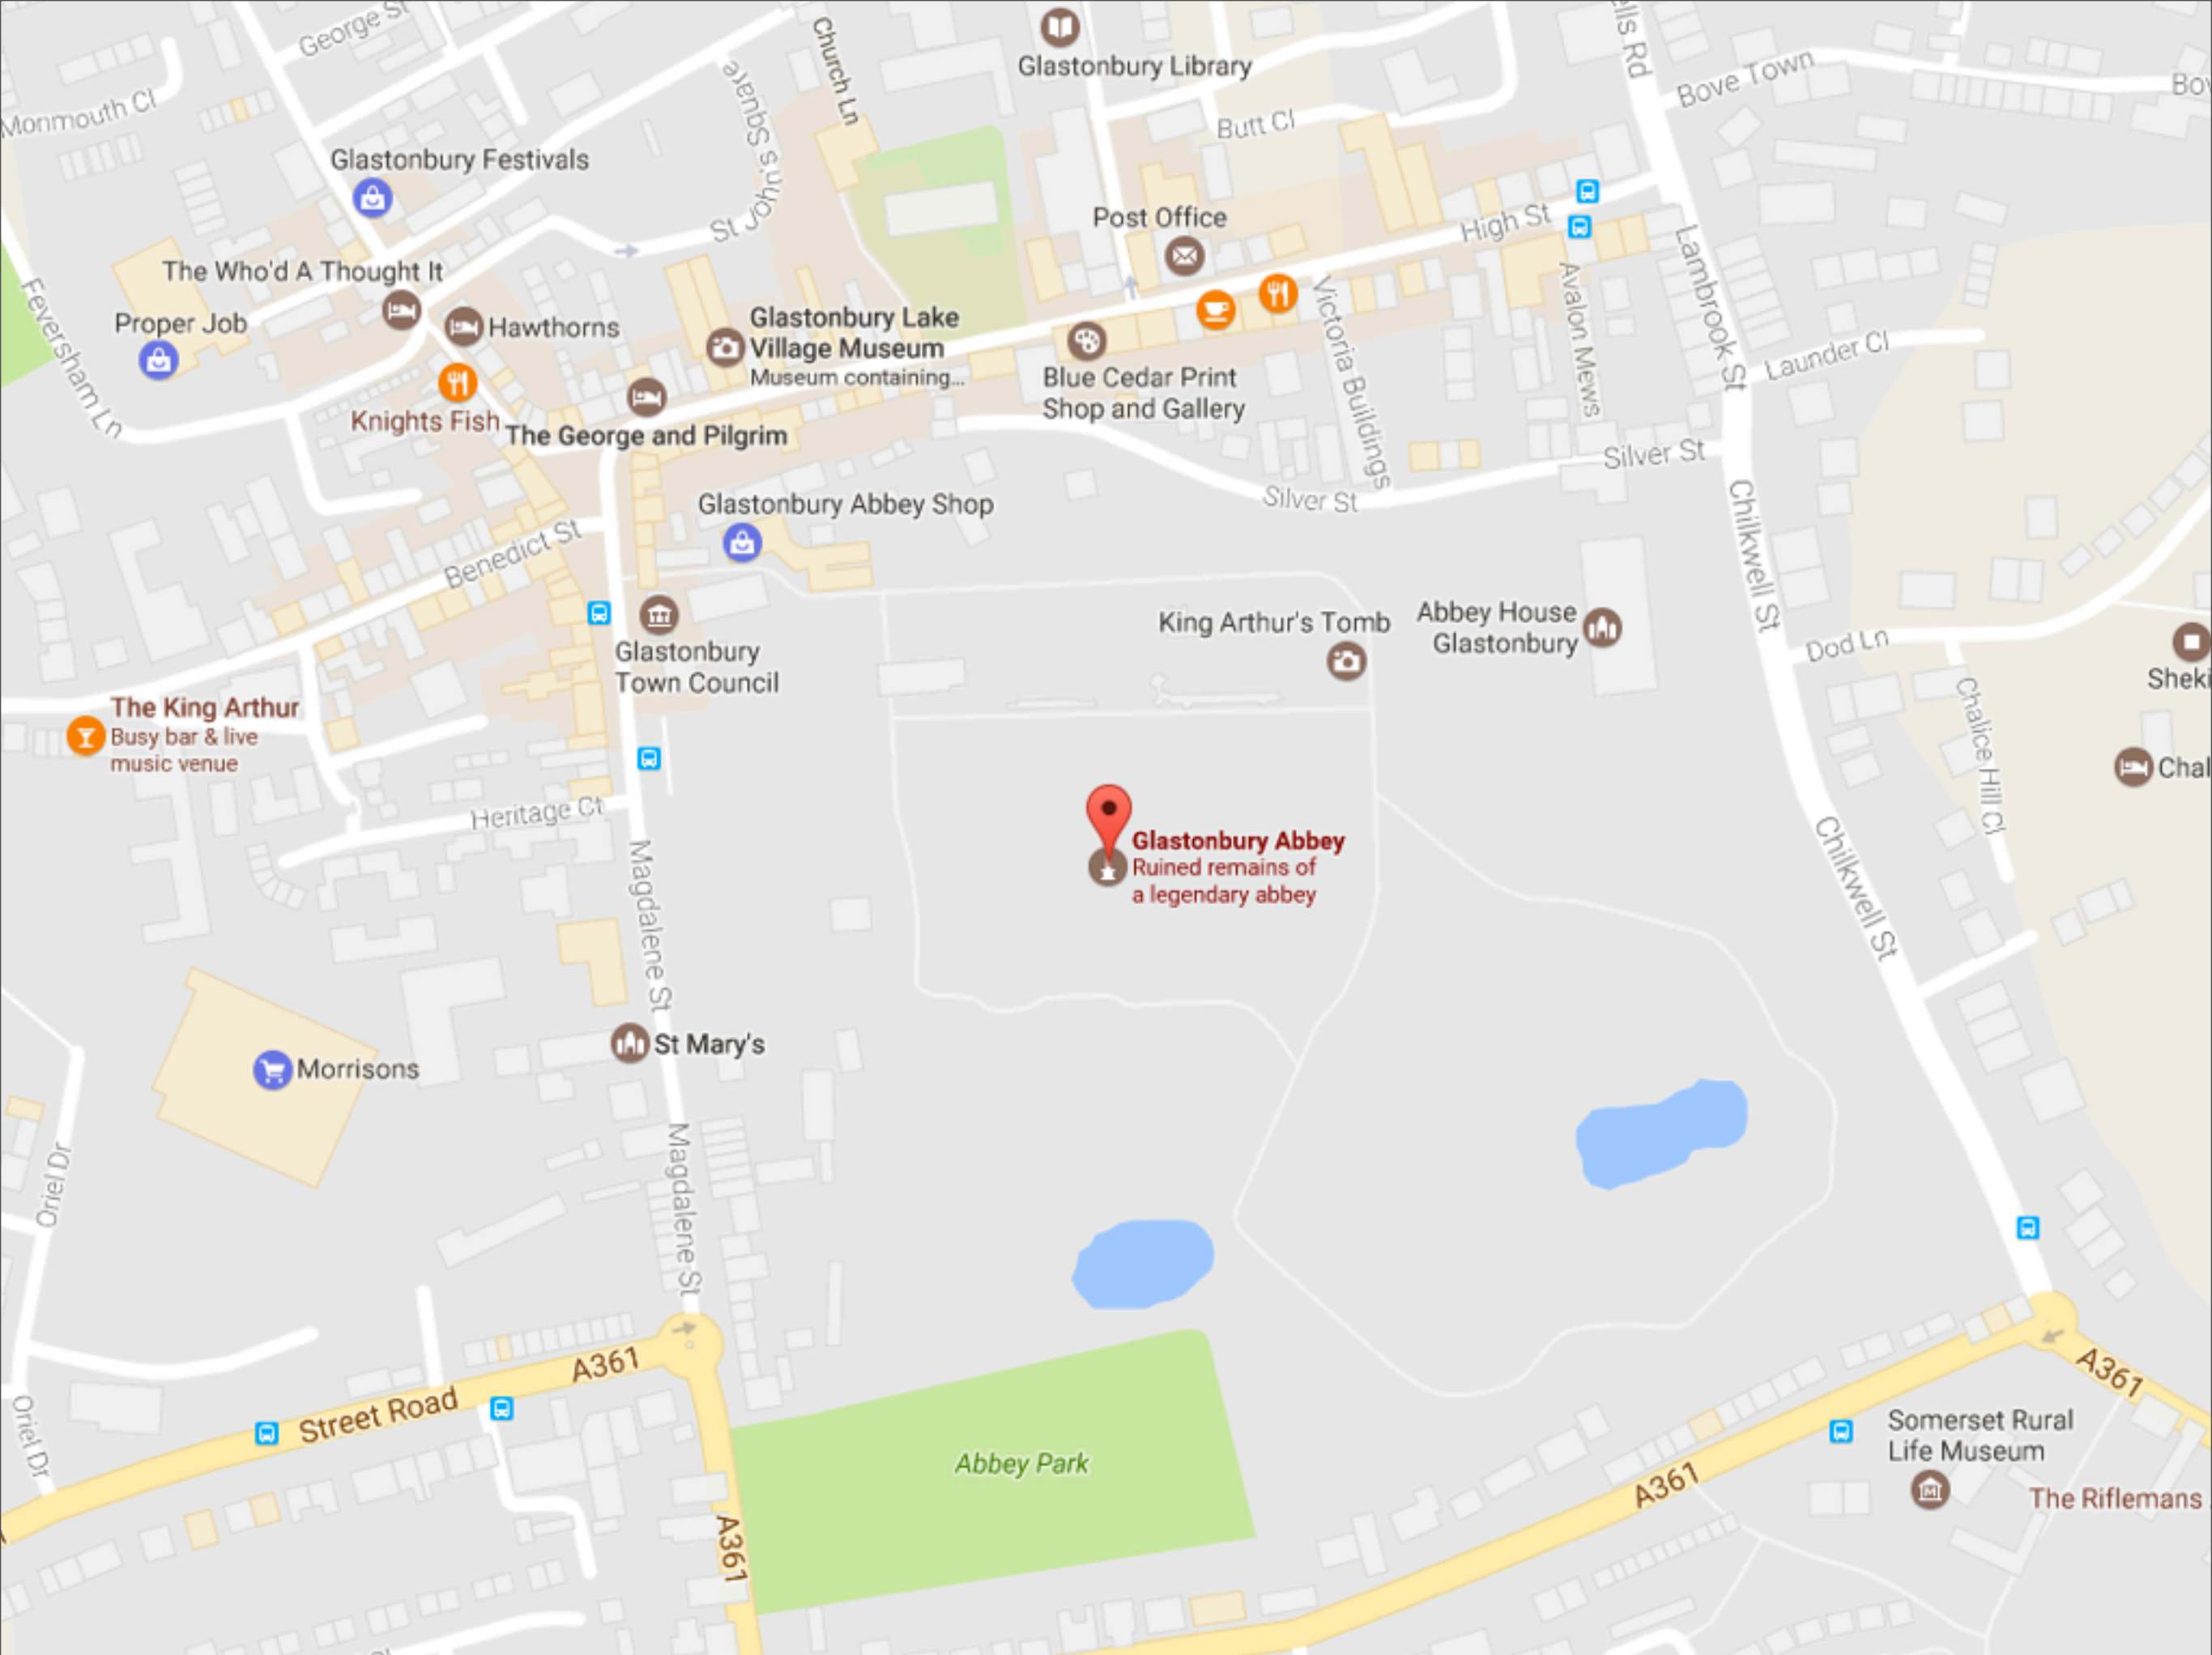 George St
Church Ln
Glastonbury Library
ells Rd
Bove Town
Bov
Monmouth Cl
St John's Square
Butt Cl
Glastonbury Festivals
Post Office
High St
The Who'd A Thought It
Feversham Ln
Proper Job
Hawthorns
Glastonbury Lake
Village Museum
Museum containing...
Victoria Buildings
Avalon Mews
Lambrook St
Launder Cl
Blue Cedar Print
Shop and Gallery
Knights Fish
The George and Pilgrim
Silver St
Silver St
Glastonbury Abbey Shop
Chilkwell St
Benedict St
King Arthur's Tomb
Abbey House
Glastonbury
Dod Ln
Glastonbury
Town Council
Sheki
The King Arthur
Busy bar & live
music venue
Chalice Hill Cl
Chal
Heritage Ct
Glastonbury Abbey
Ruined remains of
a legendary abbey
Magdalene St
Chilkwell St
St Mary's
Morrisons
Oriel Dr
Magdalene St
A361
Street Road
A361
Oriel Dr
Abbey Park
Somerset Rural
Life Museum
M
A361
The Riflemans
A361